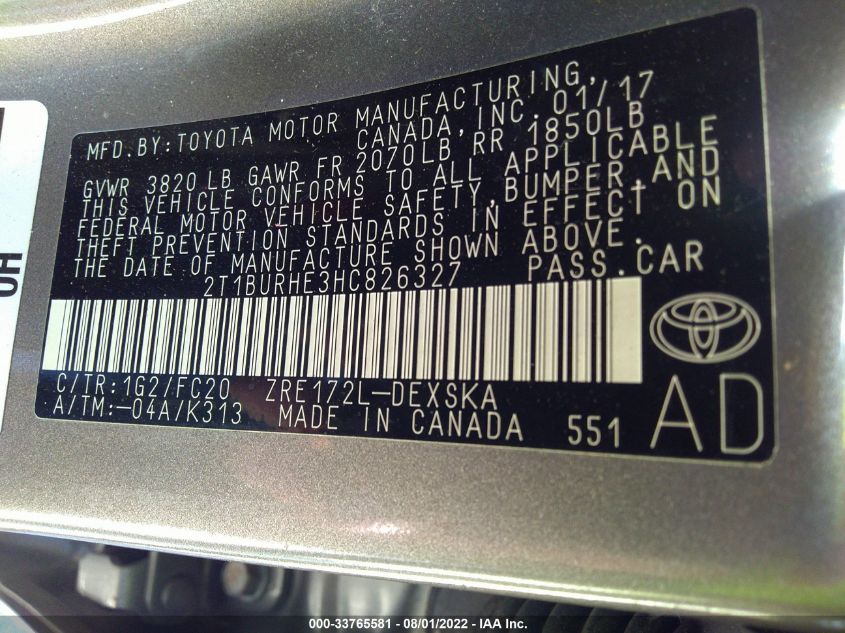 MFD.BY:TOYOTA MOTOR MANUFACTURING,
CANADA,INC.01/17
GVWR 3820 LB GAWR FR 2070LB RR 1850LB
THIS VEHICLE CONFORMS TO ALL APPLICABLE
FEDERAL MOTOR VEHICLE SAFETY,BUMPER AND
THEFT PREVENTION STANDARDS IN EFFECT ON
THE DATE OF MANUFACTURE SHOWN ABOVE.
2T1BURHE3HC826327 PASS.CAR
C/TR:1G2/FC20 ZRE172L-DEXSKA
A/TM:-04A/K313 MADE IN CANADA 551 AD
000-33765581 - 08/01/2022 - IAA Inc.